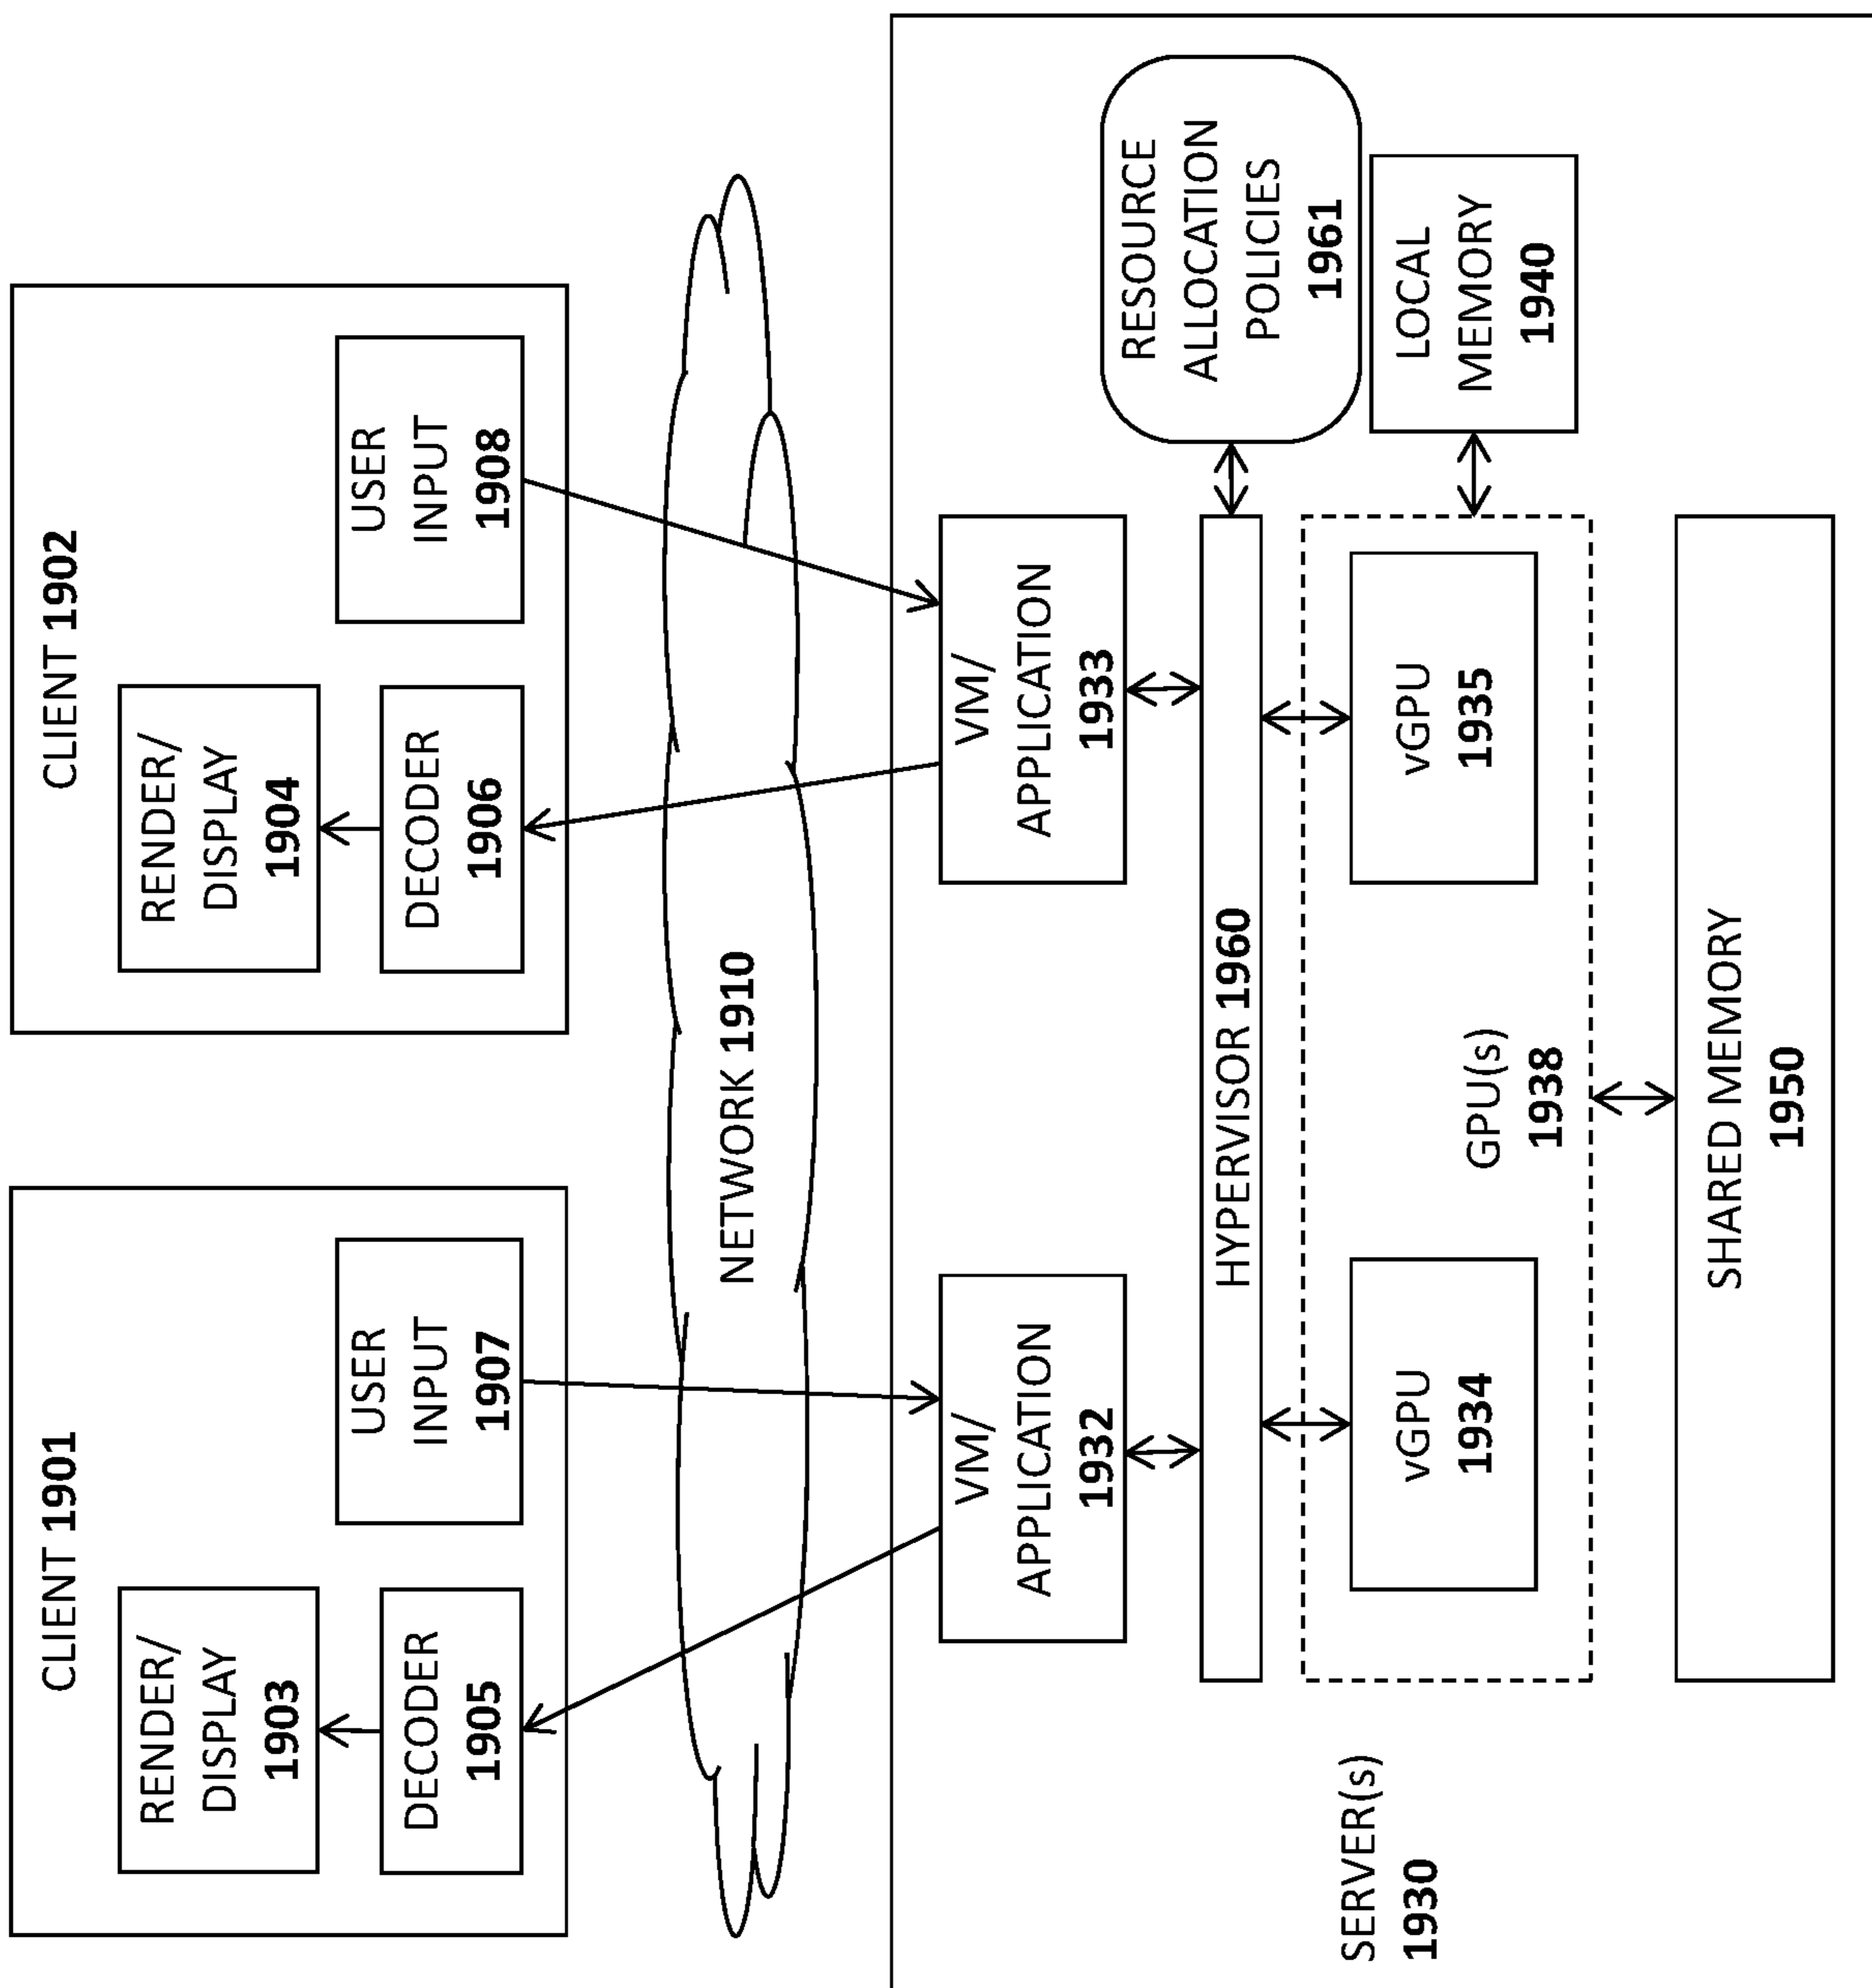 CLIENT 1901
RENDER/
DISPLAY
1903
DECODER
1905
USER
INPUT
1907
CLIENT 1902
RENDER/
DISPLAY
1904
DECODER
1906
USER
INPUT
1908
NETWORK 1910
SERVER(s)
1930
VM/
APPLICATION
1932
VM/
APPLICATION
1933
HYPERVISOR 1960
RESOURCE
ALLOCATION
POLICIES
1961
vGPU
1934
GPU(s)
1938
vGPU
1935
LOCAL
MEMORY
1940
SHARED MEMORY
1950